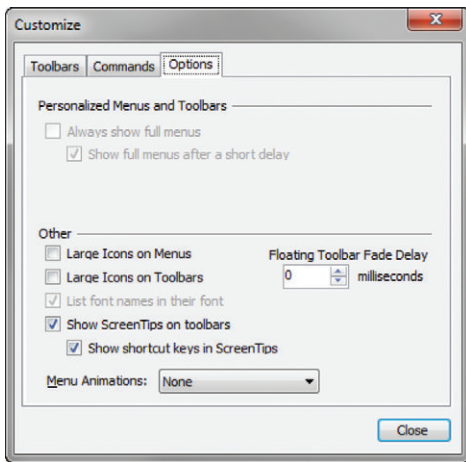 Customize
Toolbars Commands Options
Personalized Menus and Toolbars
Always show full menus
Show full menus after a short delay
Other
Large Icons on Menus
Floating Toolbar Fade Delay
Large Icons on Toolbars
0 milliseconds
List font names in their font
Show ScreenTips on toolbars
Show shortcut keys in ScreenTips
Menu Animations: None
Close